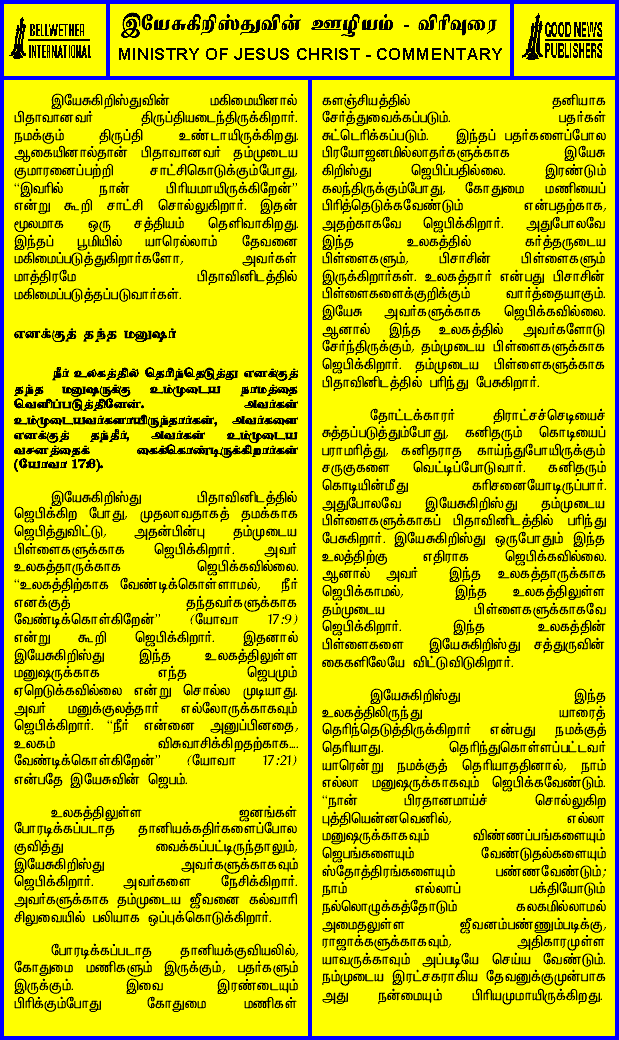 BELLWETHER
INTERNATIONAL
இயேசுகிறிஸ்துவின் ஊழியம் - விரிவுரை
MINISTRY OF JESUS CHRIST - COMMENTARY
GOOD NEWS
PUBLISHERS
இயேசுகிறிஸ்துவின் மகிமையினால்
பிதாவானவர் திருப்தியடைந்திருக்கிறார்.
நமக்கும் திருப்தி உண்டாயிருக்கிறது.
ஆகையினால்தான் பிதாவானவர் தம்முடைய
குமாரனைப்பற்றி சாட்சிகொடுக்கும்போது,
“இவரில் நான் பிரியமாயிருக்கிறேன்”
என்று கூறி சாட்சி சொல்லுகிறார். இதன்
மூலமாக ஒரு சத்தியம் தெளிவாகிறது.
இந்தப் பூமியில் யாரெல்லாம் தேவனை
மகிமைப்படுத்துகிறார்களோ, அவர்கள்
மாத்திரமே பிதாவினிடத்தில்
மகிமைப்படுத்தப்படுவார்கள்.
எனக்குத் தந்த மனுஷர்
நீர் உலகத்தில் தெரிந்தெடுத்து எனக்குத்
தந்த மனுஷருக்கு உம்முடைய நாமத்தை
வெளிப்படுத்தினேன். அவர்கள்
உம்முடையவர்களாயிருந்தார்கள், அவர்களை
எனக்குத் தந்தீர், அவர்கள் உம்முடைய
வசனத்தைக் கைக்கொண்டிருக்கிறார்கள்
(யோவா 17:6).
இயேசுகிறிஸ்து பிதாவினிடத்தில்
ஜெபிக்கிற போது, முதலாவதாகத் தமக்காக
ஜெபித்துவிட்டு, அதன்பின்பு தம்முடைய
பிள்ளைகளுக்காக ஜெபிக்கிறார். அவர்
உலகத்தாருக்காக ஜெபிக்கவில்லை.
“உலகத்திற்காக வேண்டிக்கொள்ளாமல், நீர்
எனக்குத் தந்தவர்களுக்காக
வேண்டிக்கொள்கிறேன்” (யோவா 17:9)
என்று கூறி ஜெபிக்கிறார். இதனால்
இயேசுகிறிஸ்து இந்த உலகத்திலுள்ள
மனுஷருக்காக எந்த ஜெபமும்
ஏறெடுக்கவில்லை என்று சொல்ல முடியாது.
அவர் மனுக்குலத்தார் எல்லோருக்காகவும்
ஜெபிக்கிறார். “நீர் என்னை அனுப்பினதை,
உலகம் விசுவாசிக்கிறதற்காக....
வேண்டிக்கொள்கிறேன்” (யோவா 17:21)
என்பதே இயேசுவின் ஜெபம்.
உலகத்திலுள்ள ஜனங்கள்
போரடிக்கப்படாத தானியக்கதிர்களைப்போல
குவித்து வைக்கப்பட்டிருந்தாலும்,
இயேசுகிறிஸ்து அவர்களுக்காகவும்
ஜெபிக்கிறார். அவர்களை நேசிக்கிறார்.
அவர்களுக்காக தம்முடைய ஜீவனை கல்வாரி
சிலுவையில் பலியாக ஒப்புக்கொடுக்கிறார்.
போரடிக்கப்படாத தானியக்குவியலில்,
கோதுமை மணிகளும் இருக்கும், பதர்களும்
இருக்கும். இவை இரண்டையும்
பிரிக்கும்போது கோதுமை மணிகள்
களஞ்சியத்தில் தனியாக
சேர்த்துவைக்கப்படும். பதர்கள்
சுட்டெரிக்கப்படும். இந்தப் பதர்களைப்போல
பிரயோஜனமில்லாதர்களுக்காக இயேசு
கிறிஸ்து ஜெபிப்பதில்லை. இரண்டும்
கலந்திருக்கும்போது, கோதுமை மணியைப்
பிரித்தெடுக்கவேண்டும் என்பதற்காக,
அதற்காகவே ஜெபிக்கிறார். அதுபோலவே
இந்த உலகத்தில் கர்த்தருடைய
பிள்ளைகளும், பிசாசின் பிள்ளைகளும்
இருக்கிறார்கள். உலகத்தார் என்பது பிசாசின்
பிள்ளைகளைக்குறிக்கும் வார்த்தையாகும்.
இயேசு அவர்களுக்காக ஜெபிக்கவில்லை.
ஆனால் இந்த உலகத்தில் அவர்களோடு
சேர்ந்திருக்கும், தம்முடைய பிள்ளைகளுக்காக
ஜெபிக்கிறார். தம்முடைய பிள்ளைகளுக்காக
பிதாவினிடத்தில் பரிந்து பேசுகிறார்.
தோட்டக்காரர் திராட்சச்செடியைச்
சுத்தப்படுத்தும்போது, கனிதரும் கொடியைப்
பராமரித்து, கனிதராத காய்ந்துபோயிருக்கும்
சருகுகளை வெட்டிப்போடுவார். கனிதரும்
கொடியின்மீது கரிசனையோடிருப்பார்.
அதுபோலவே இயேசுகிறிஸ்து தம்முடைய
பிள்ளைகளுக்காகப் பிதாவினிடத்தில் பரிந்து
பேசுகிறார். இயேசுகிறிஸ்து ஒருபோதும் இந்த
உலத்திற்கு எதிராக ஜெபிக்கவில்லை.
ஆனால் அவர் இந்த உலகத்தாருக்காக
ஜெபிக்காமல், இந்த உலகத்திலுள்ள
தம்முடைய பிள்ளைகளுக்காகவே
ஜெபிக்கிறார். இந்த உலகத்தின்
பிள்ளைகளை இயேசுகிறிஸ்து சத்துருவின்
கைகளிலேயே விட்டுவிடுகிறார்.
இயேசுகிறிஸ்து இந்த
உலகத்திலிருந்து யாரைத்
தெரிந்தெடுத்திருக்கிறார் என்பது நமக்குத்
தெரியாது. தெரிந்துகொள்ளப்பட்டவர்
யாரென்று நமக்குத் தெரியாததினால், நாம்
எல்லா மனுஷருக்காகவும் ஜெபிக்கவேண்டும்.
“நான் பிரதானமாய்ச் சொல்லுகிற
புத்தியென்னவெனில், எல்லா
மனுஷருக்காகவும் விண்ணப்பங்களையும்
ஜெபங்களையும் வேண்டுதல்களையும்
ஸ்தோத்திரங்களையும் பண்ணவேண்டும்;
நாம் எல்லாப் பக்தியோடும்
நல்லொழுக்கத்தோடும் கலகமில்லாமல்
அமைதலுள்ள ஜீவனம்பண்ணும்படிக்கு,
ராஜாக்களுக்காகவும், அதிகாரமுள்ள
யாவருக்காவும் அப்படியே செய்ய வேண்டும்.
நம்முடைய இரட்சகராகிய தேவனுக்குமுன்பாக
அது நன்மையும் பிரியமுமாயிருக்கிறது.